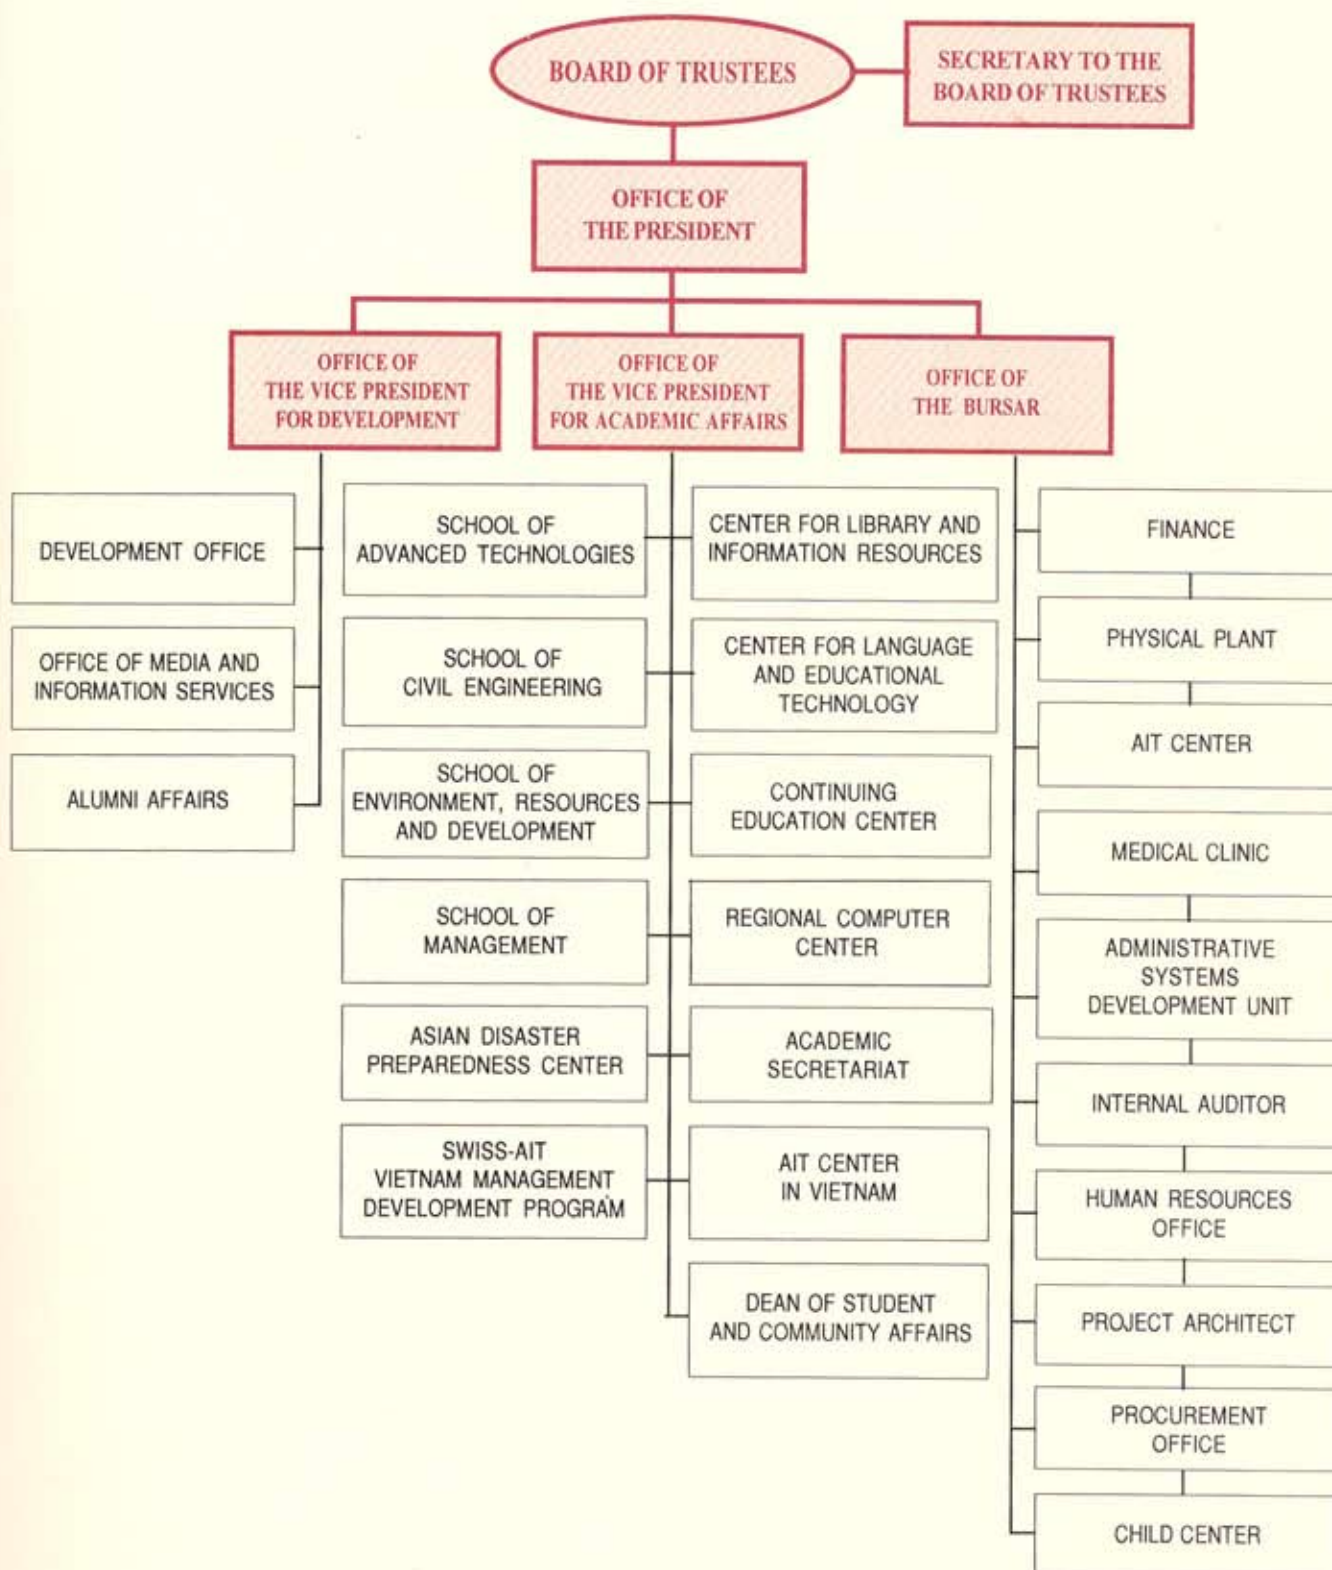 BOARD OF TRUSTEES
SECRETARY TO THE
BOARD OF TRUSTEES
OFFICE OF
THE PRESIDENT
OFFICE OF
THE VICE PRESIDENT
FOR DEVELOPMENT
OFFICE OF
THE VICE PRESIDENT
FOR ACADEMIC AFFAIRS
OFFICE OF
THE BURSAR
DEVELOPMENT OFFICE
OFFICE OF MEDIA AND
INFORMATION SERVICES
ALUMNI AFFAIRS
SCHOOL OF
ADVANCED TECHNOLOGIES
SCHOOL OF
CIVIL ENGINEERING
SCHOOL OF
ENVIRONMENT, RESOURCES
AND DEVELOPMENT
SCHOOL OF
MANAGEMENT
ASIAN DISASTER
PREPAREDNESS CENTER
SWISS-AIT
VIETNAM MANAGEMENT
DEVELOPMENT PROGRAM
CENTER FOR LIBRARY AND
INFORMATION RESOURCES
CENTER FOR LANGUAGE
AND EDUCATIONAL
TECHNOLOGY
CONTINUING
EDUCATION CENTER
REGIONAL COMPUTER
CENTER
ACADEMIC
SECRETARIAT
AIT CENTER
IN VIETNAM
DEAN OF STUDENT
AND COMMUNITY AFFAIRS
FINANCE
PHYSICAL PLANT
AIT CENTER
MEDICAL CLINIC
ADMINISTRATIVE
SYSTEMS
DEVELOPMENT UNIT
INTERNAL AUDITOR
HUMAN RESOURCES
OFFICE
PROJECT ARCHITECT
PROCUREMENT
OFFICE
CHILD CENTER